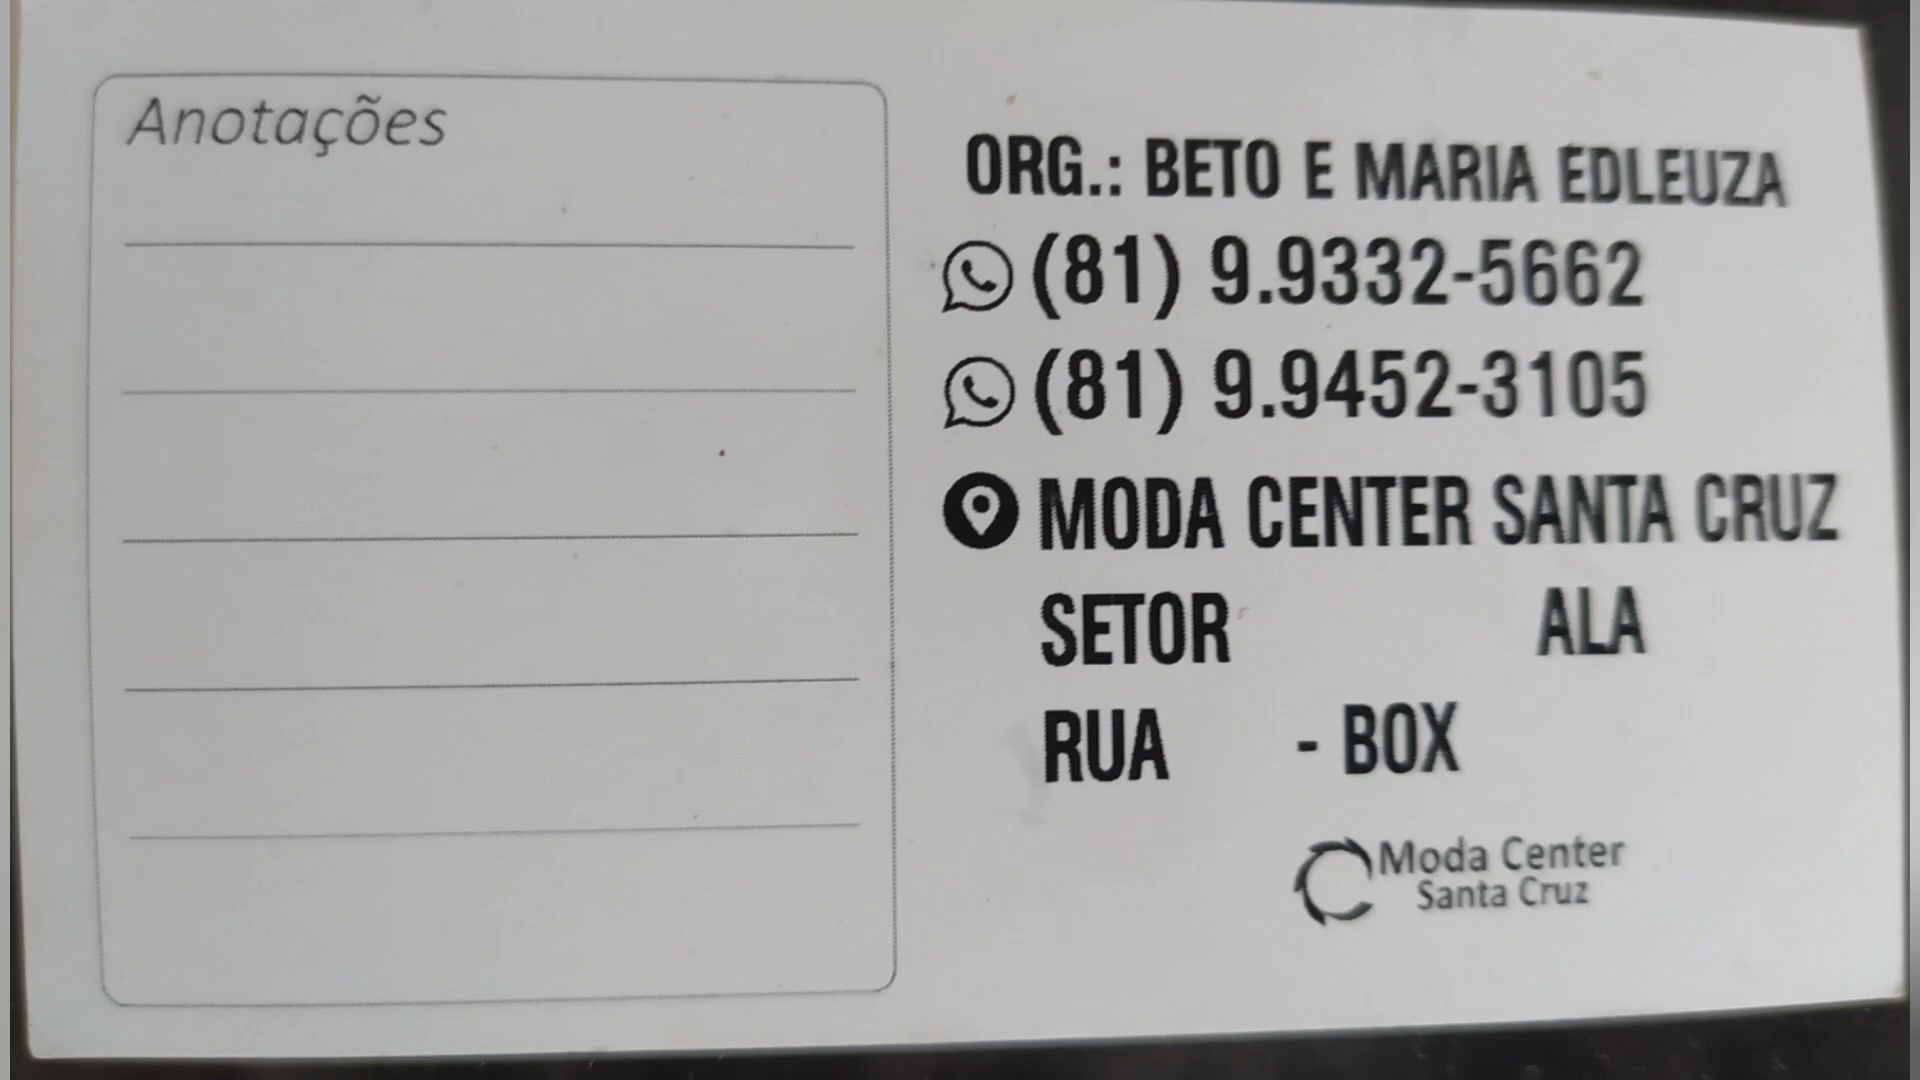 Anotações
ORG.: BETO E MARIA EDLEUZA
(81) 9.9332-5662
(81) 9.9452-3105
MODA CENTER SANTA CRUZ
SETOR ALA
RUA - BOX
Moda Center
Santa Cruz